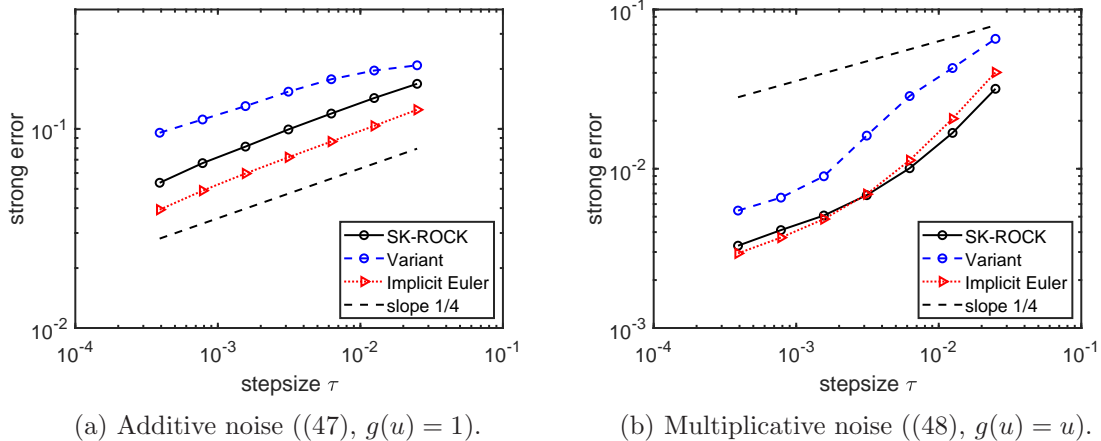 10^{-1}
10^{-2}
10^{-4}
10^{-3}
10^{-2}
10^{-1}
strong error
stepsize τ
SK-ROCK
Variant
Implicit Euler
slope 1/4
(a) Additive noise ((47), g(u) = 1).
10^{-1}
10^{-2}
10^{-3}
10^{-4}
10^{-3}
10^{-2}
10^{-1}
strong error
stepsize τ
SK-ROCK
Variant
Implicit Euler
slope 1/4
(b) Multiplicative noise ((48), g(u) = u).